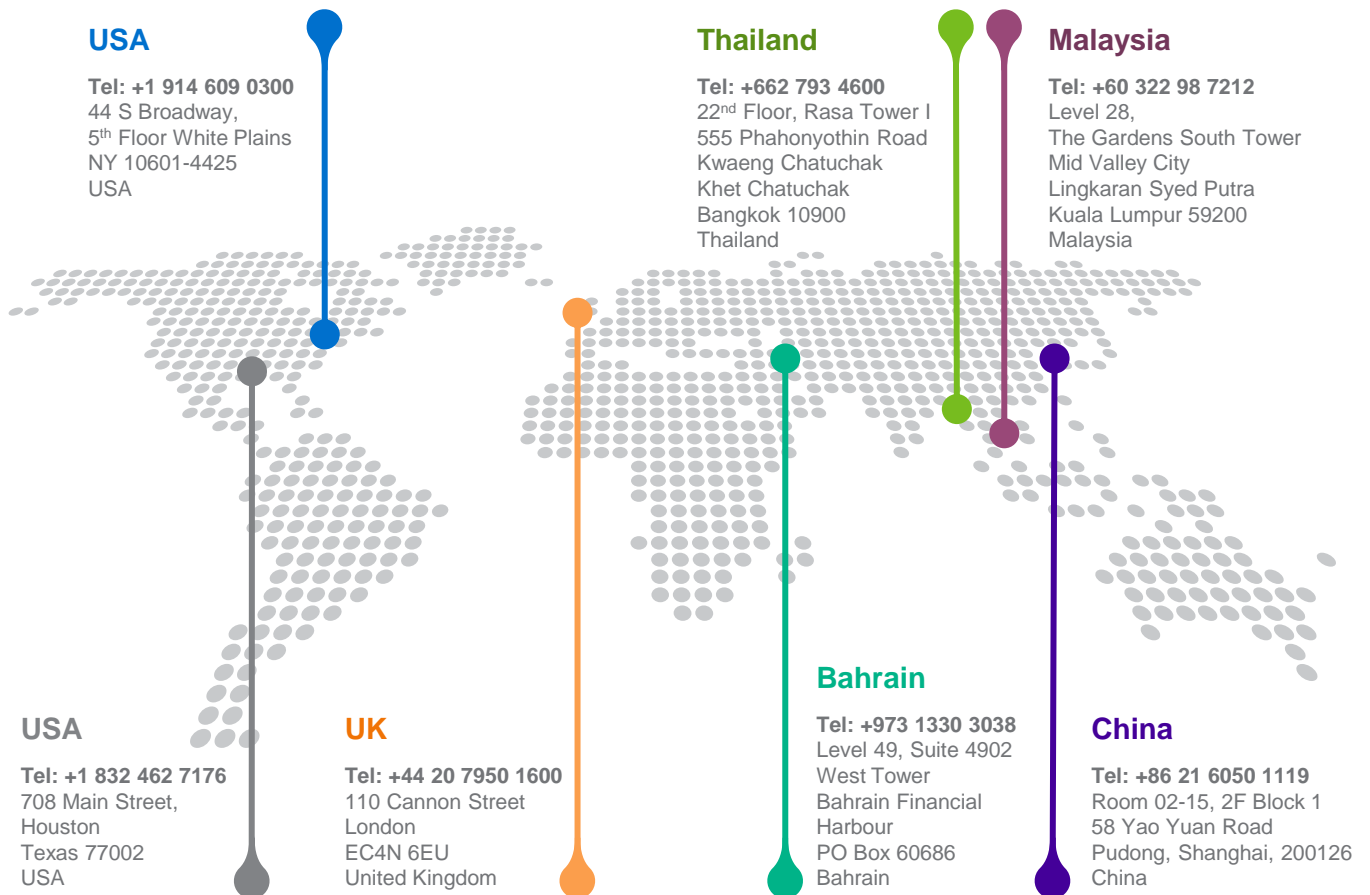 USA
Tel: +1 914 609 0300
44 S Broadway,
5th Floor White Plains
NY 10601-4425
USA
Thailand
Tel: +662 793 4600
22nd Floor, Rasa Tower I
555 Phahonyothin Road
Kwaeng Chatuchak
Khet Chatuchak
Bangkok 10900
Thailand
Malaysia
Tel: +60 322 98 7212
Level 28,
The Gardens South Tower
Mid Valley City
Lingkaran Syed Putra
Kuala Lumpur 59200
Malaysia
USA
Tel: +1 832 462 7176
708 Main Street,
Houston
Texas 77002
USA
UK
Tel: +44 20 7950 1600
110 Cannon Street
London
EC4N 6EU
United Kingdom
Bahrain
Tel: +973 1330 3038
Level 49, Suite 4902
West Tower
Bahrain Financial
Harbour
PO Box 60686
Bahrain
China
Tel: +86 21 6050 1119
Room 02-15, 2F Block 1
58 Yao Yuan Road
Pudong, Shanghai, 200126
China